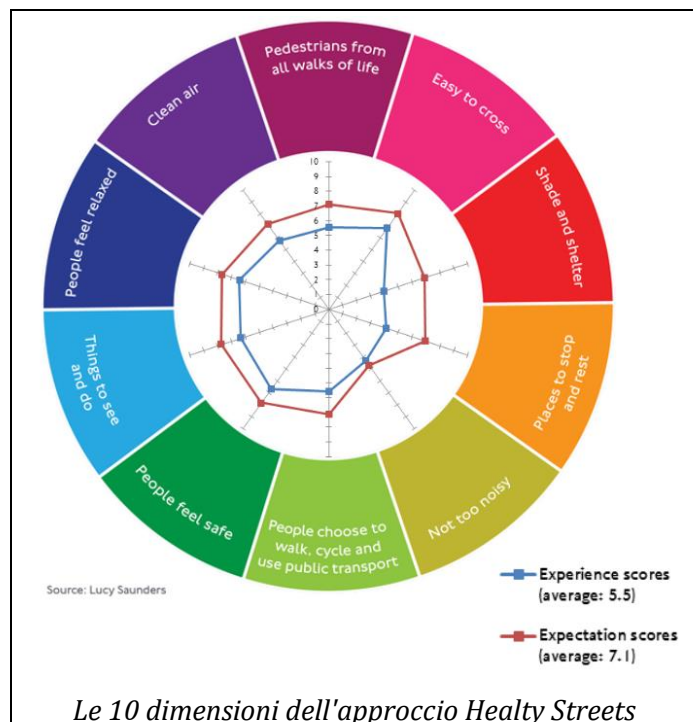 Pedestrians from
all walks of life
Easy to cross
Shade and shelter
Places to stop
and rest
Not too noisy
People choose to
walk, cycle and
use public transport
People feel safe
Things to see
and do
People feel relaxed
Clean air
10
9
8
7
6
5
4
3
2
1
0
Experience scores
(average: 5.5)
Expectation scores
(average: 7.1)
Source: Lucy Saunders
Le 10 dimensioni dell'approccio Healty Streets